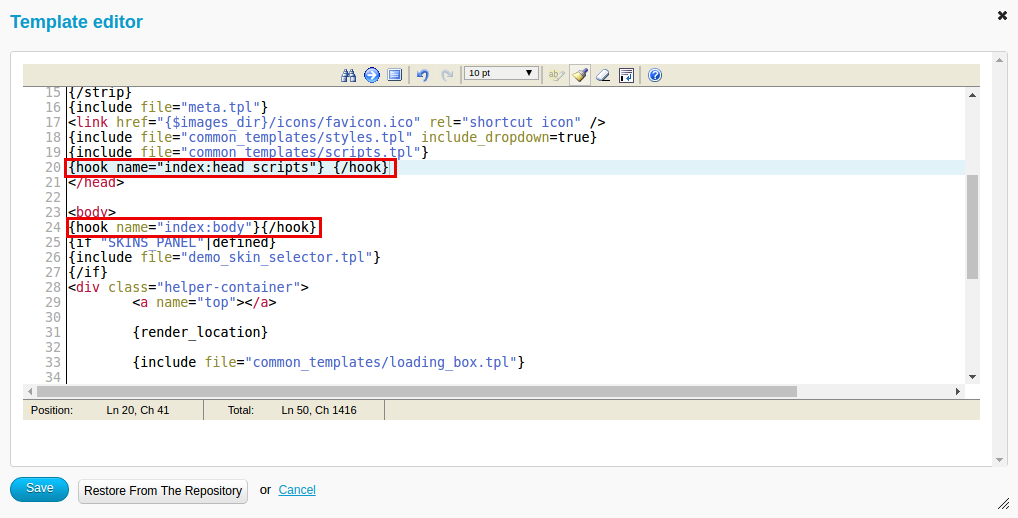 Template editor
10 pt
15 {/strip}
16 {include file="meta.tpl"}
17 <link href="{$images_dir}/icons/favicon.ico" rel="shortcut icon" />
18 {include file="common_templates/styles.tpl" include_dropdown=true}
19 {include file="common_templates/scripts.tpl"}
20 {hook name="index:head_scripts"} {/hook}
21 </head>
22
23 <body>
24 {hook name="index:body"}{/hook}
25 {if "SKINS_PANEL"|defined}
26 {include file="demo_skin_selector.tpl"}
27 {/if}
28 <div class="helper-container">
29 <a name="top"></a>
30
31 {render_location}
32
33 {include file="common_templates/loading_box.tpl"}
34
Position: Ln 20, Ch 41 Total: Ln 50, Ch 1416
Save Restore From The Repository or Cancel